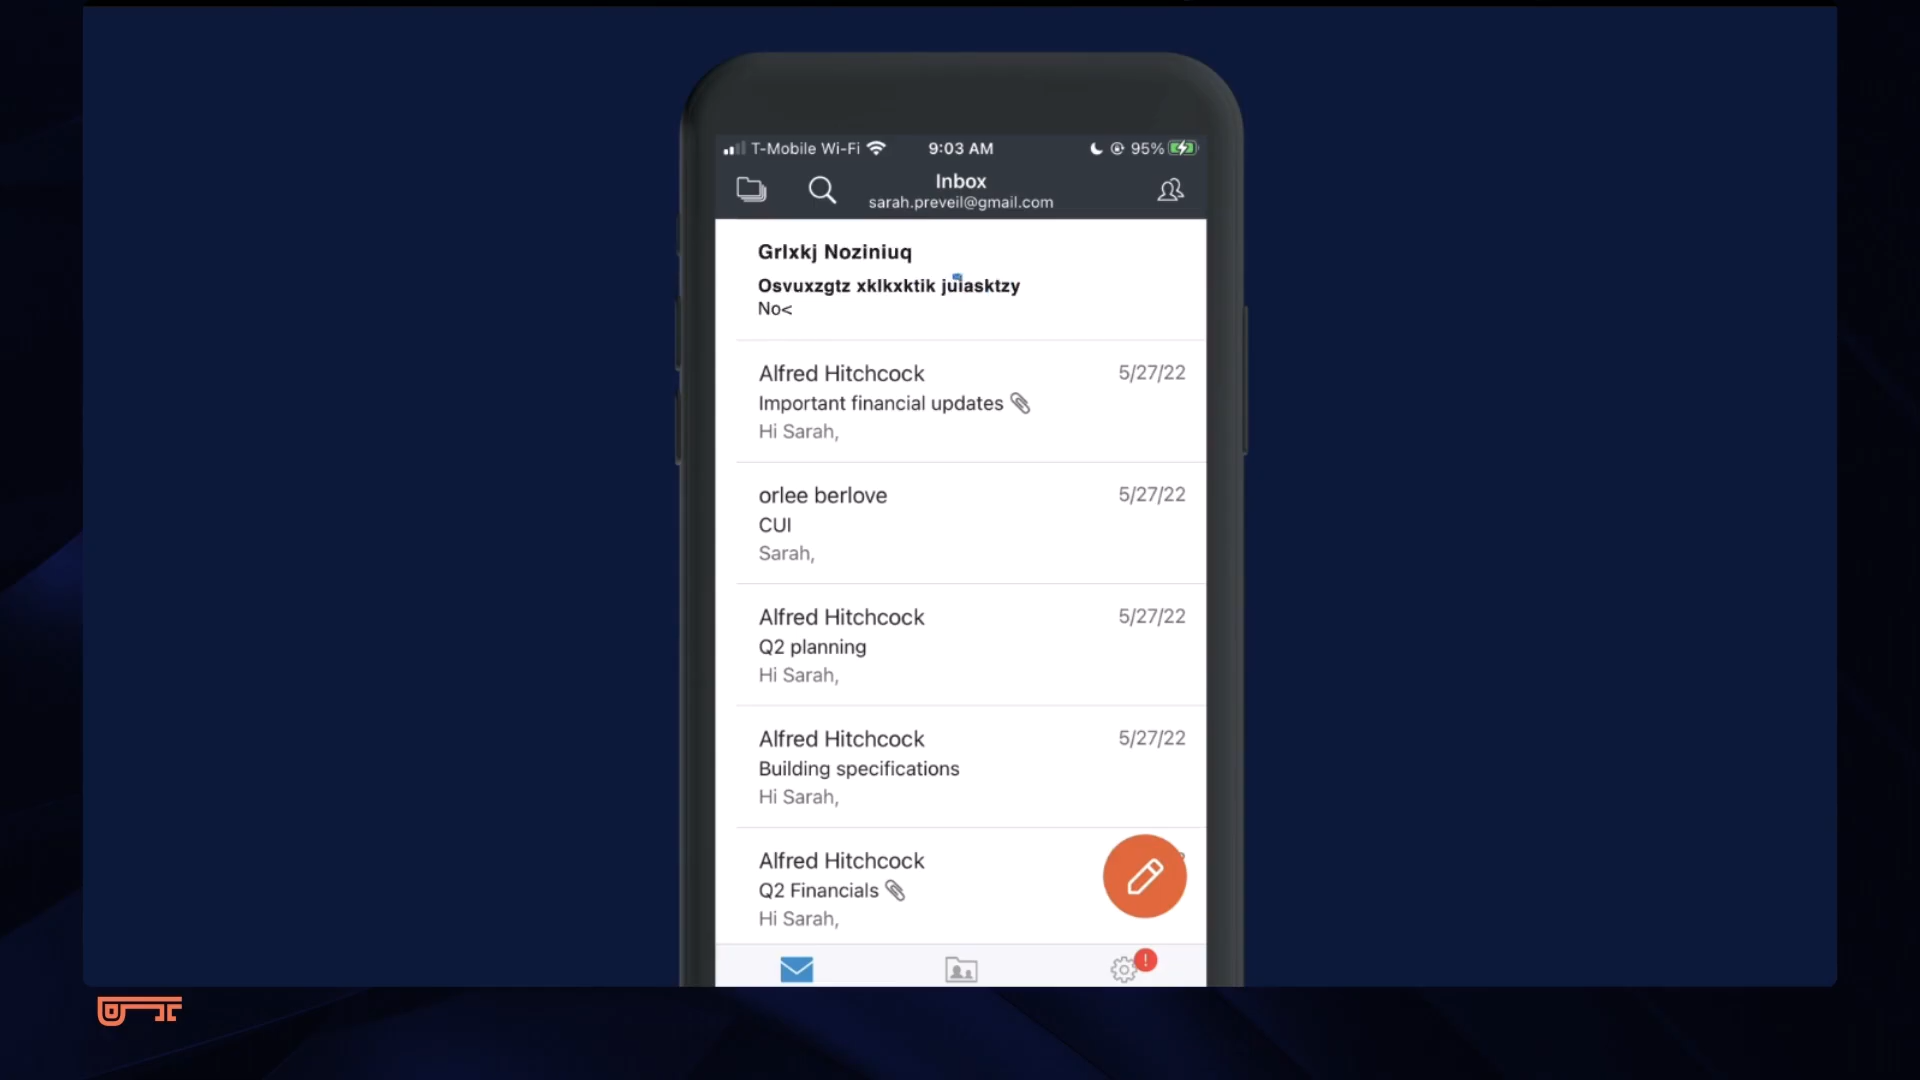 T-Mobile Wi-Fi 9:03 AM 95%
Inbox
sarah.preveil@gmail.com
Grlxkj Noziniuq
Osvuxzgtz xklkxktik juiasktzy
No<
Alfred Hitchcock 5/27/22
Important financial updates
Hi Sarah,
orlee berlove 5/27/22
CUI
Sarah,
Alfred Hitchcock 5/27/22
Q2 planning
Hi Sarah,
Alfred Hitchcock 5/27/22
Building specifications
Hi Sarah,
Alfred Hitchcock
Q2 Financials
Hi Sarah,
!